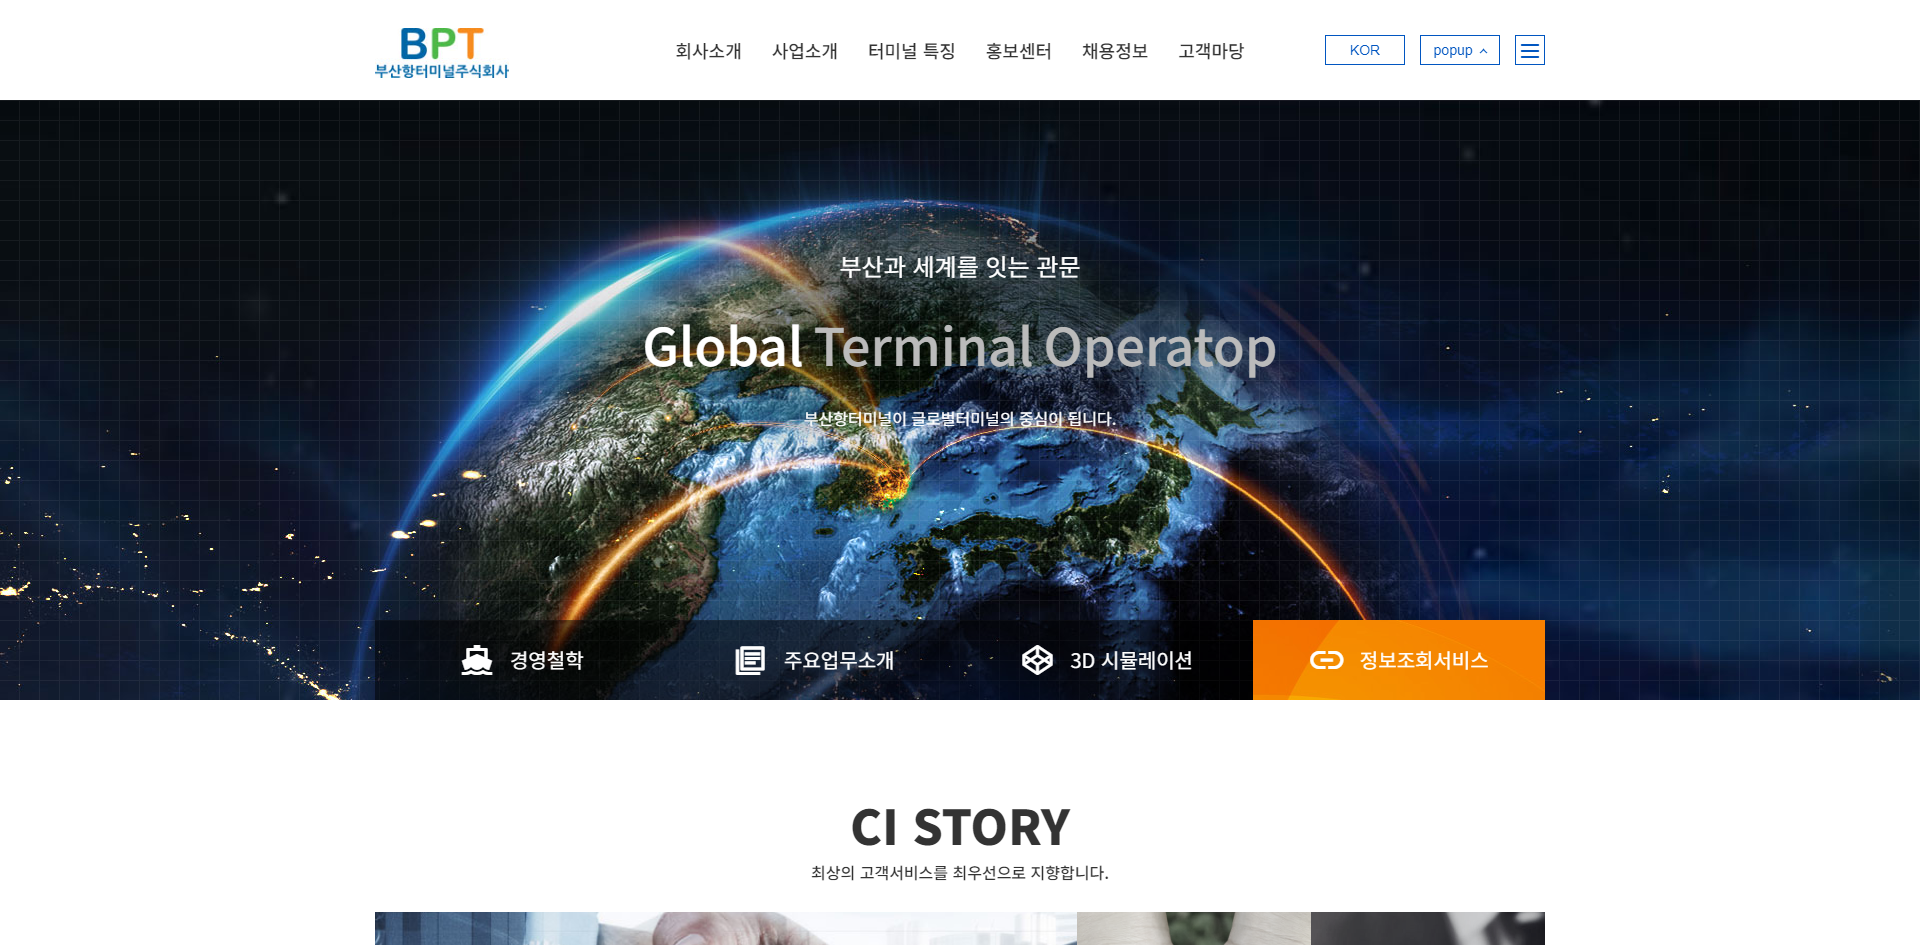 BPT
부산항터미널주식회사
회사소개 사업소개 터미널 특징 홍보센터 채용정보 고객마당
KOR popup
부산과 세계를 잇는 관문
Global Terminal Operatop
부산항터미널이 글로벌터미널의 중심이 됩니다.
경영철학 주요업무소개 3D 시뮬레이션 정보조회서비스
CI STORY
최상의 고객서비스를 최우선으로 지향합니다.